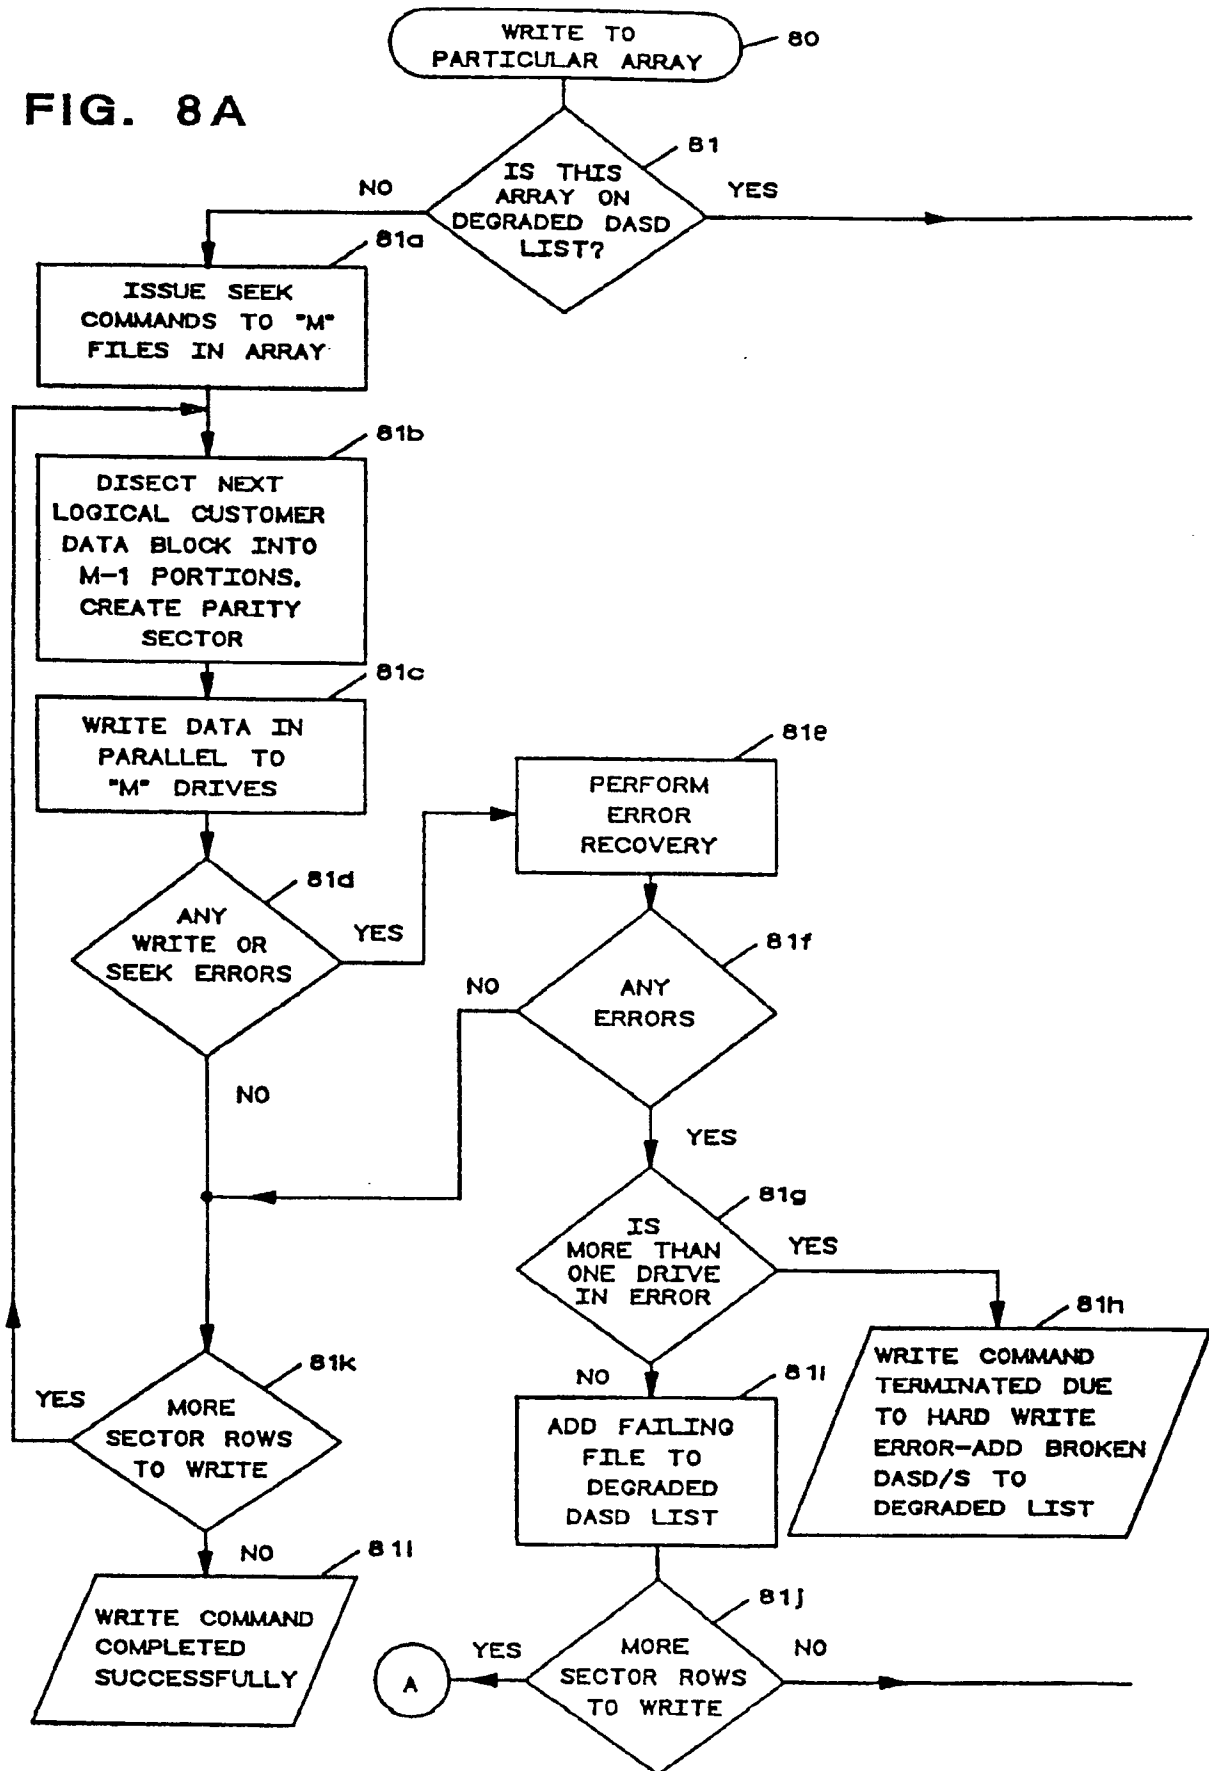 FIG. 8A
WRITE TO
PARTICULAR ARRAY
80
IS THIS
ARRAY ON
DEGRADED DASD
LIST?
81
NO
YES
81a
ISSUE SEEK
COMMANDS TO "M"
FILES IN ARRAY
81b
DISECT NEXT
LOGICAL CUSTOMER
DATA BLOCK INTO
M-1 PORTIONS.
CREATE PARITY
SECTOR
81c
WRITE DATA IN
PARALLEL TO
"M" DRIVES
81d
ANY
WRITE OR
SEEK ERRORS
YES
NO
81e
PERFORM
ERROR
RECOVERY
81f
ANY
ERRORS
NO
YES
81g
IS
MORE THAN
ONE DRIVE
IN ERROR
YES
NO
81h
WRITE COMMAND
TERMINATED DUE
TO HARD WRITE
ERROR-ADD BROKEN
DASD/S TO
DEGRADED LIST
81i
ADD FAILING
FILE TO
DEGRADED
DASD LIST
81j
MORE
SECTOR ROWS
TO WRITE
YES
NO
A
81k
MORE
SECTOR ROWS
TO WRITE
YES
NO
81l
WRITE COMMAND
COMPLETED
SUCCESSFULLY